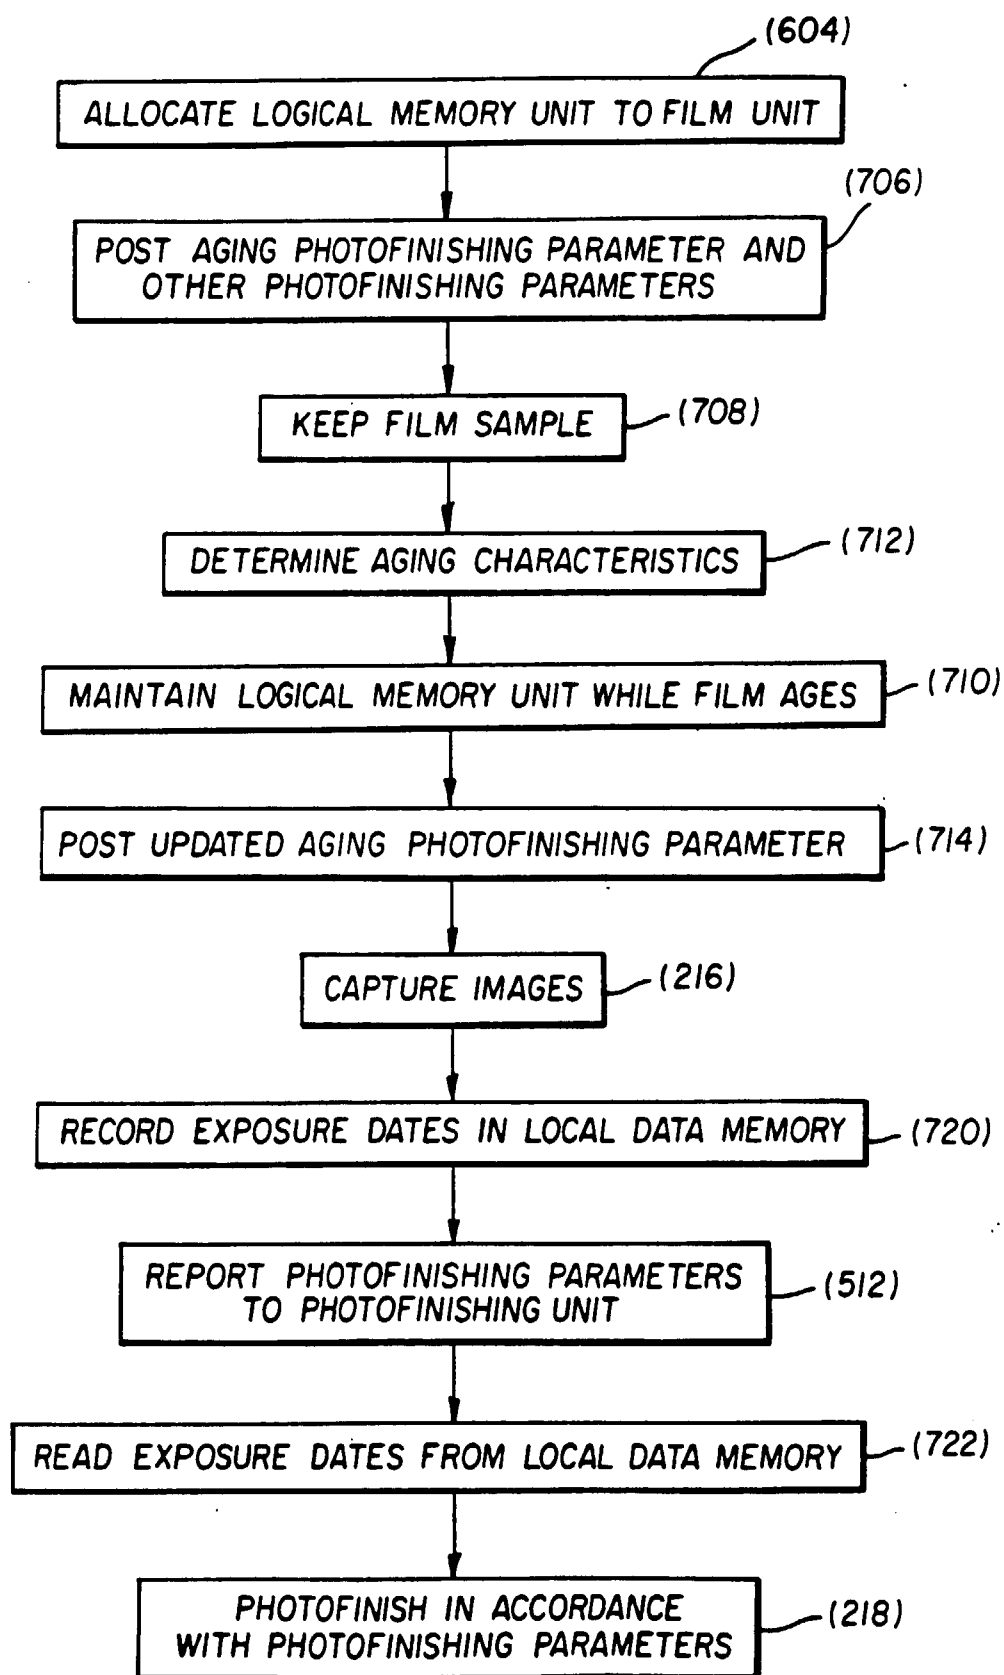 (604)
ALLOCATE LOGICAL MEMORY UNIT TO FILM UNIT
(706)
POST AGING PHOTOFINISHING PARAMETER AND
OTHER PHOTOFINISHING PARAMETERS
KEEP FILM SAMPLE
(708)
DETERMINE AGING CHARACTERISTICS
(712)
MAINTAIN LOGICAL MEMORY UNIT WHILE FILM AGES
(710)
POST UPDATED AGING PHOTOFINISHING PARAMETER
(714)
CAPTURE IMAGES
(216)
RECORD EXPOSURE DATES IN LOCAL DATA MEMORY
(720)
REPORT PHOTOFINISHING PARAMETERS
TO PHOTOFINISHING UNIT
(512)
READ EXPOSURE DATES FROM LOCAL DATA MEMORY
(722)
PHOTOFINISH IN ACCORDANCE
WITH PHOTOFINISHING PARAMETERS
(218)